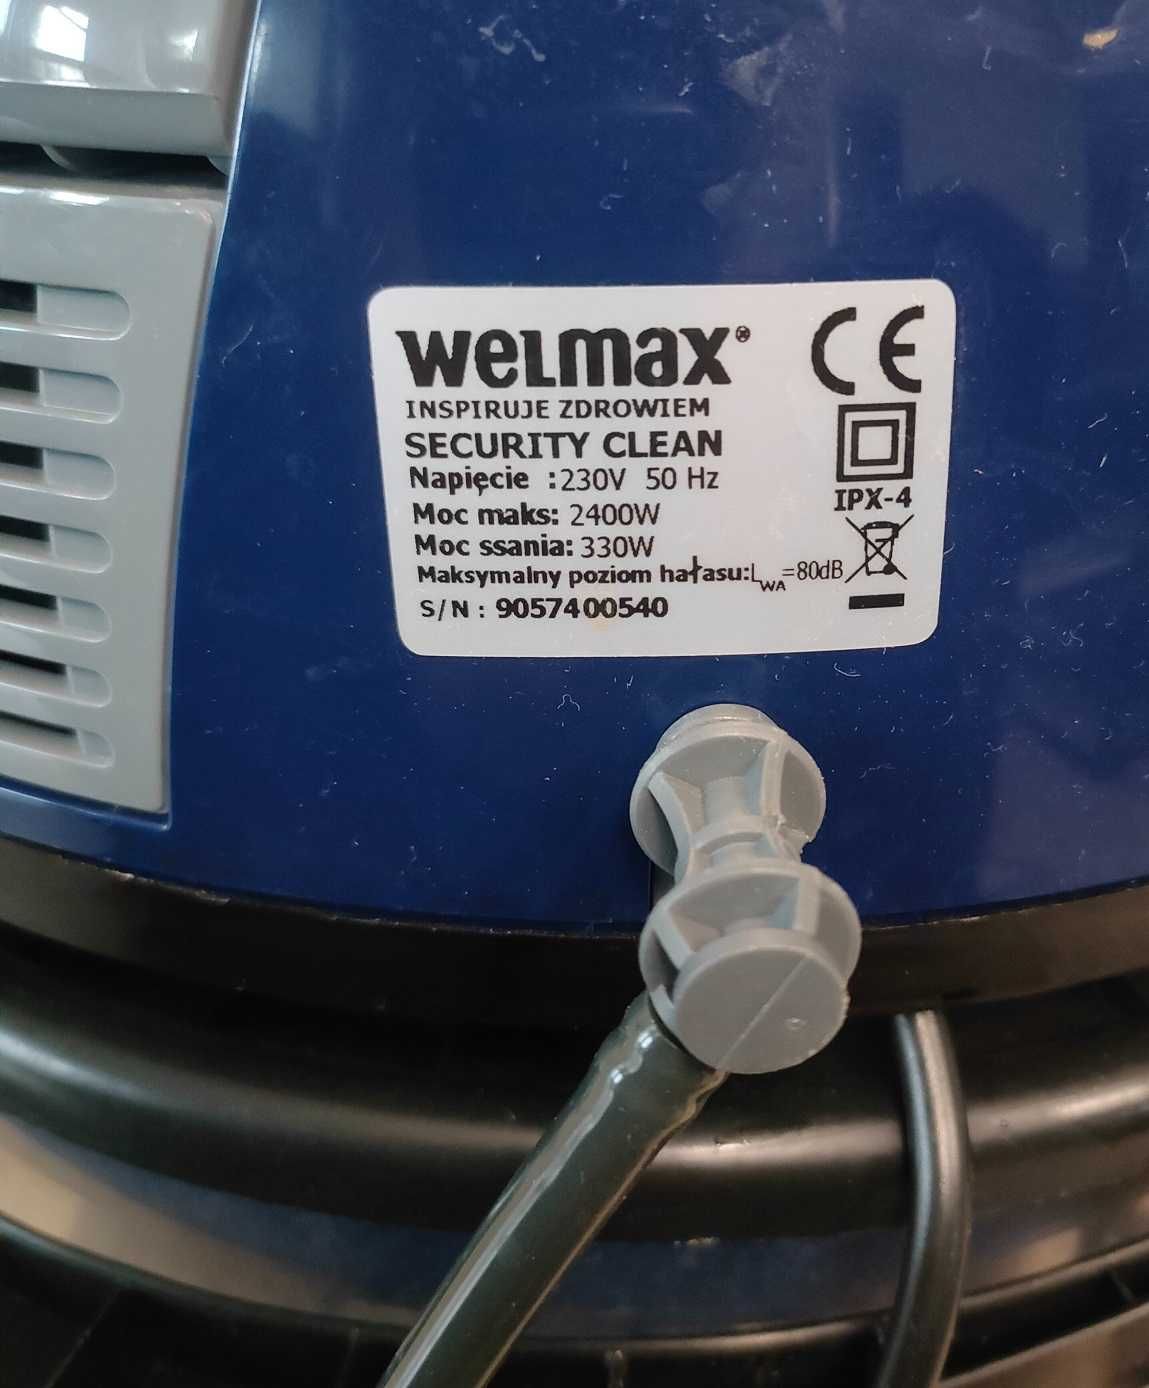 welmax®
INSPIRUJE ZDROWIEM
SECURITY CLEAN
Napięcie :230V 50 Hz
Moc maks: 2400W
Moc ssania: 330W
Maksymalny poziom hałasu:LWA=80dB
S/N : 9057400540
CE
IPX-4